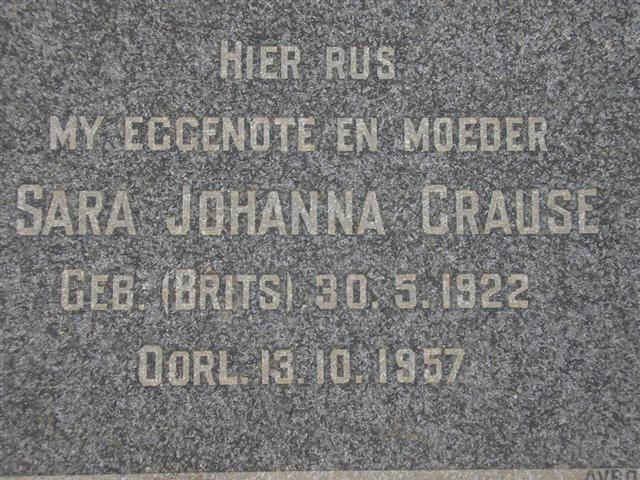 HIER RUS
MY EGGENOTE EN MOEDER
SARA JOHANNA CRAUSE
GEB. (BRITS) 30.5.1922
OORL. 13.10.1957